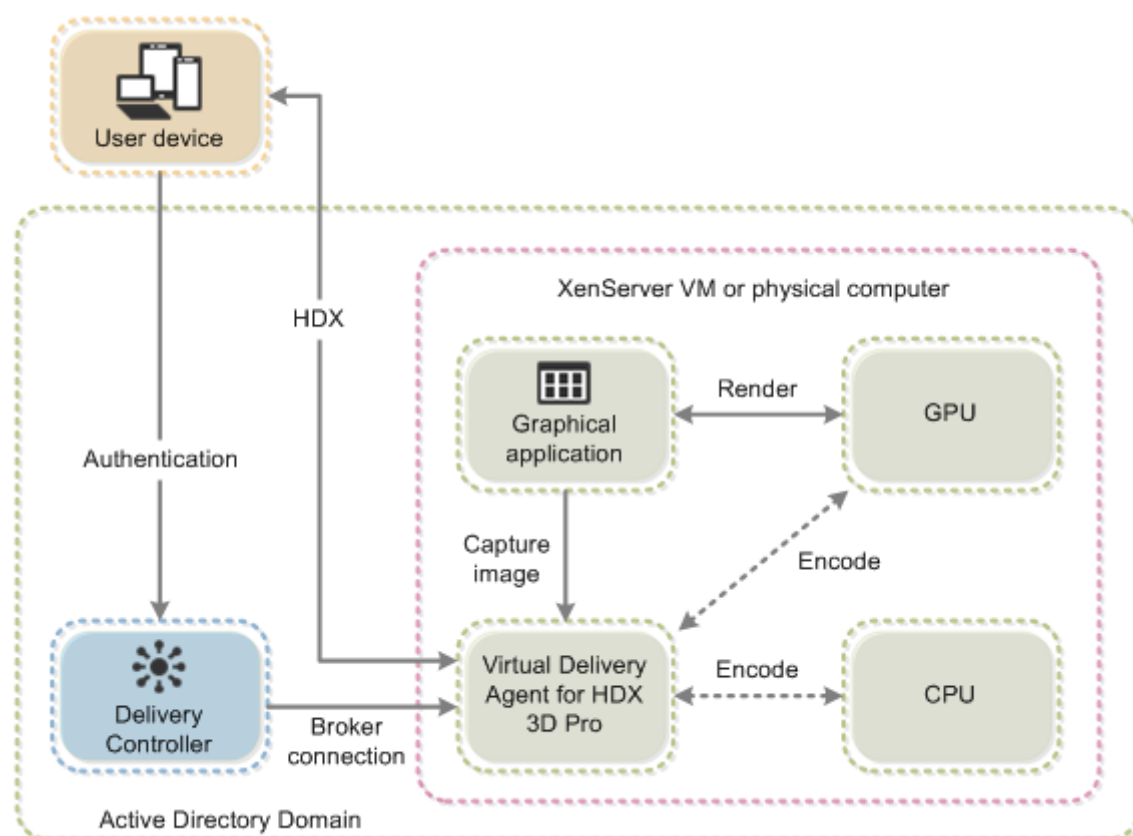 User device
XenServer VM or physical computer
HDX
Graphical
application
Render
GPU
Authentication
Capture
image
Encode
Delivery
Controller
Broker
connection
Virtual Delivery
Agent for HDX
3D Pro
Encode
CPU
Active Directory Domain